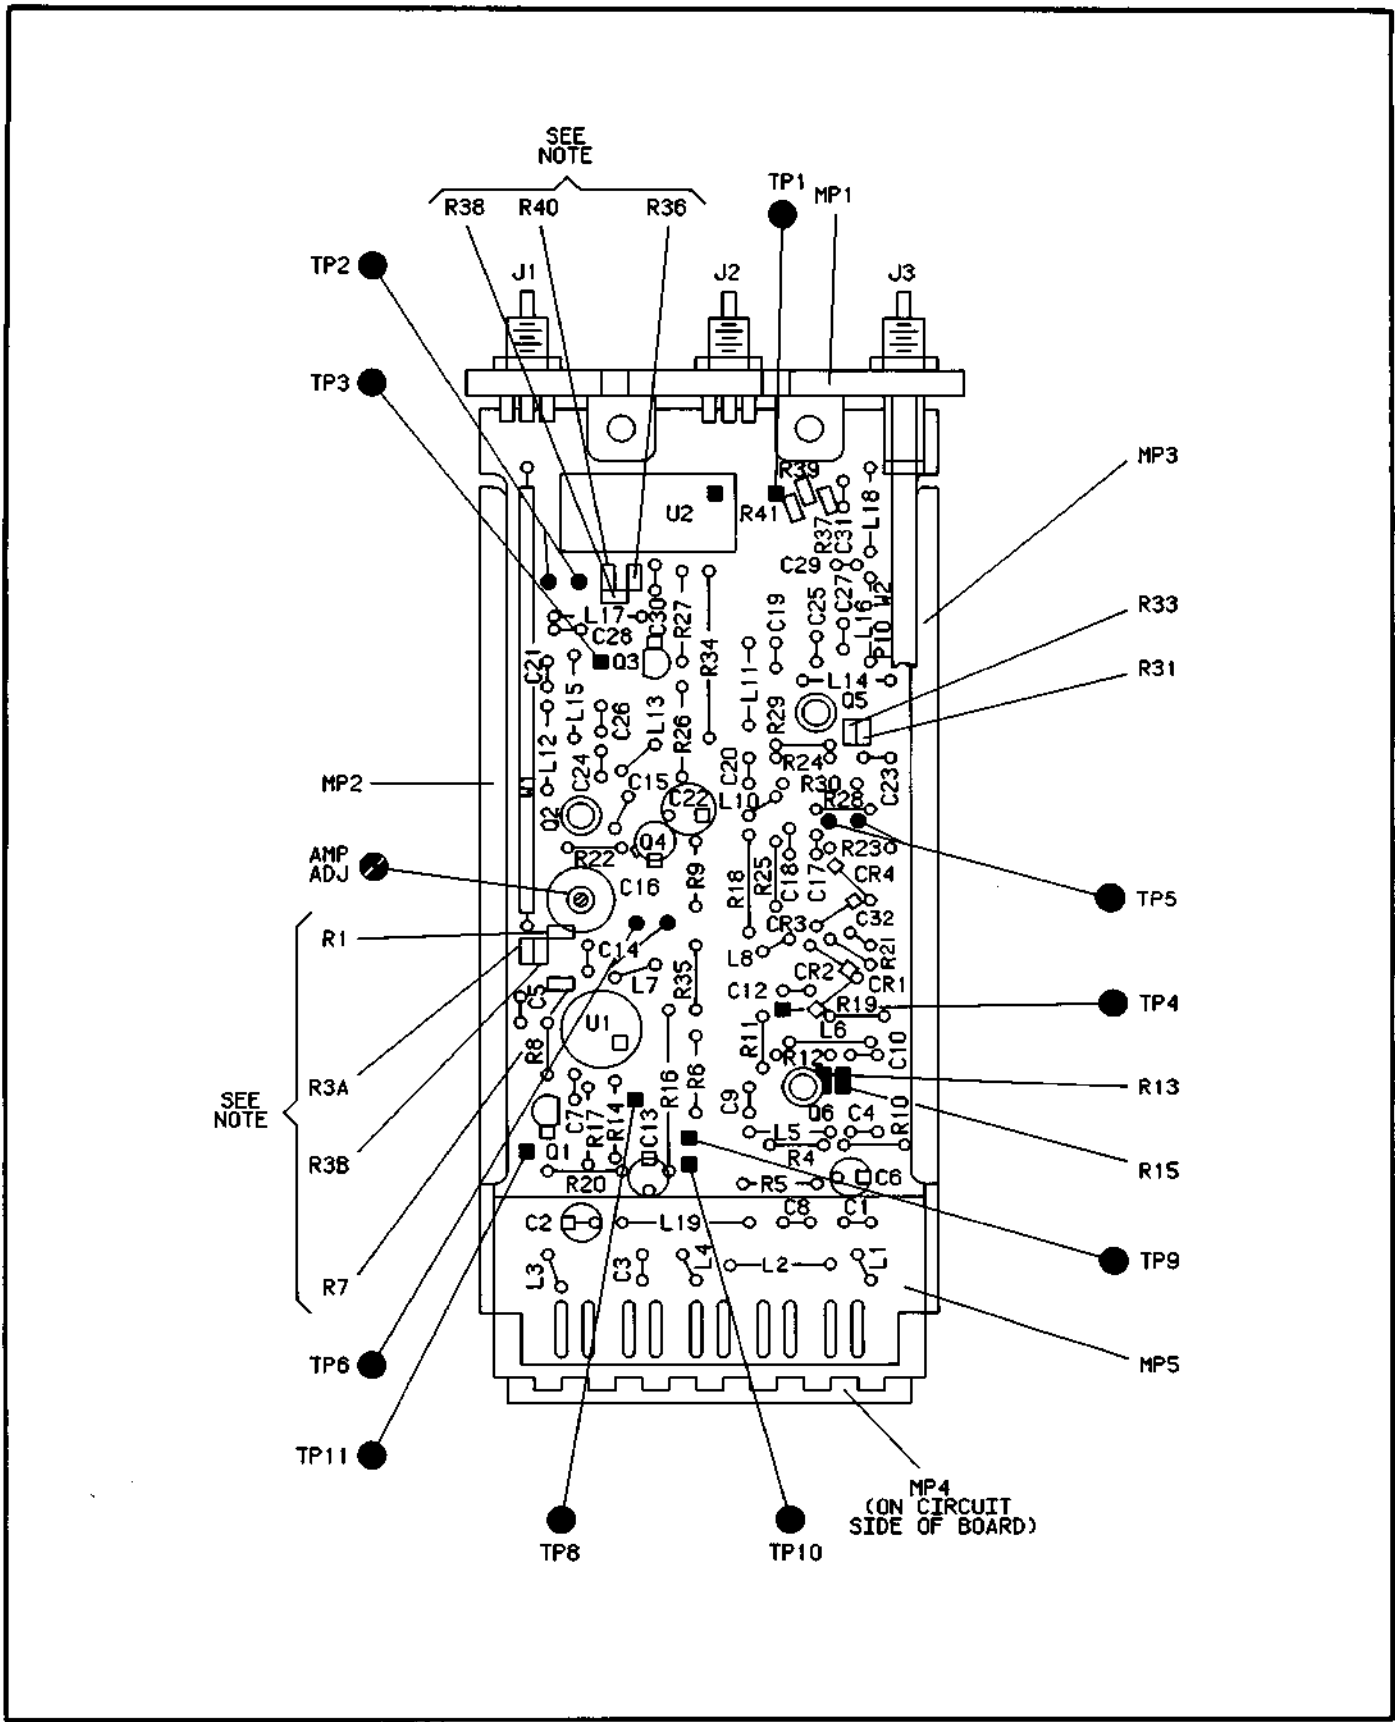 SEE
NOTE
R38 R40 R36
TP1
MP1
TP2
J1 J2 J3
TP3
MP3
R39
U2
R41
R37
C31
L18
C29
C27
W2
R33
L17
C30
R27
C19
C25
L16
P10
C28
R34
C21
Q3
R31
L11
L14
Q5
L15
C26
L13
R29
R26
L12
R24
C20
MP2
W1
C24
C15
R30
C23
C22
L10
R28
Q2
Q4
R22
R23
AMP
ADJ
C16
R9
R18
R25
C18
C17
CR4
TP5
R1
CR3
C32
C14
L8
R21
L7
R35
CR2
CR1
C5
C12
R19
TP4
U1
L6
R8
R11
C10
R12
R3A
R16
R6
R13
SEE
NOTE
C7
R17
R14
C13
C9
Q6
C4
R10
L5
Q1
R4
R3B
R20
R5
C6
R15
C2
L19
C8
C1
L3
C3
L4
L2
L1
TP9
R7
TP6
MP5
TP11
MP4
(ON CIRCUIT
SIDE OF BOARD)
TP8
TP10